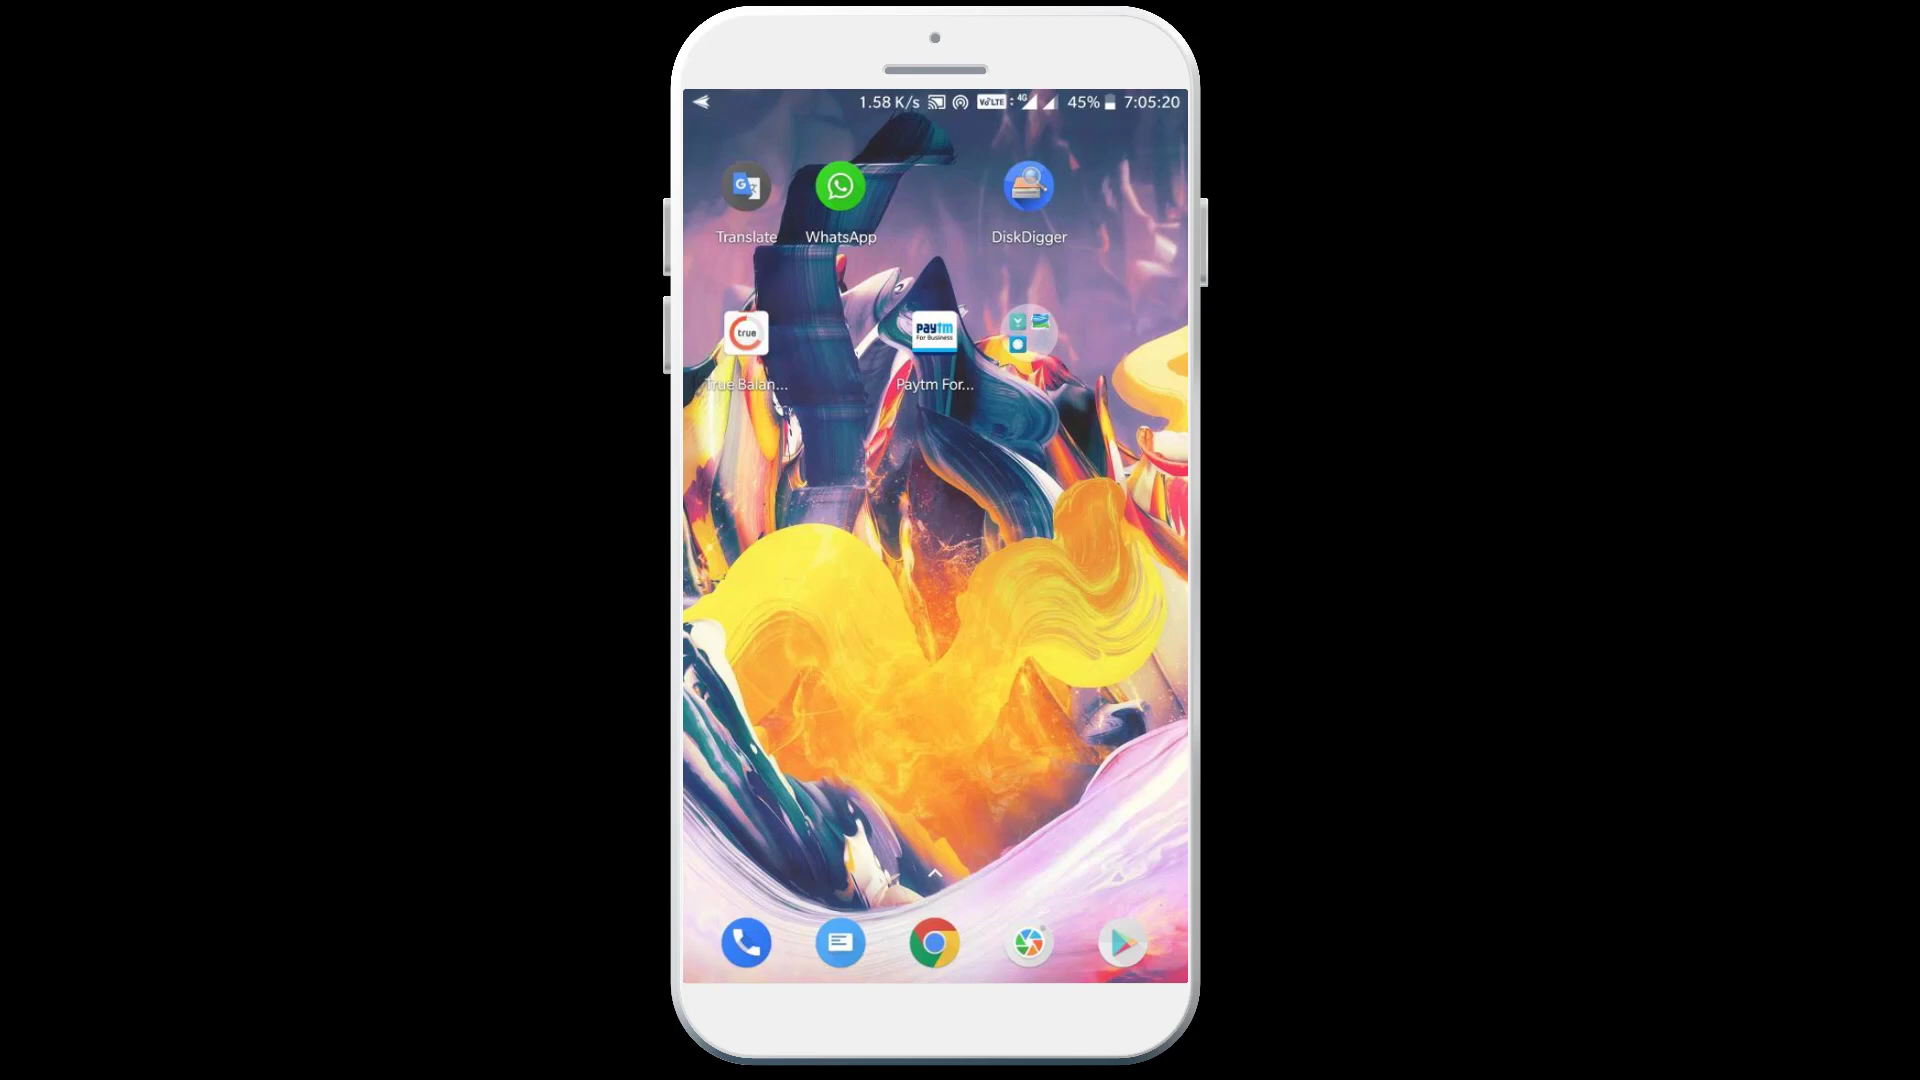 1.58 K/s VoLTE 4G 45% 7:05:20
Translate WhatsApp DiskDigger
true
paytm
For Business
True Balan... Paytm For...